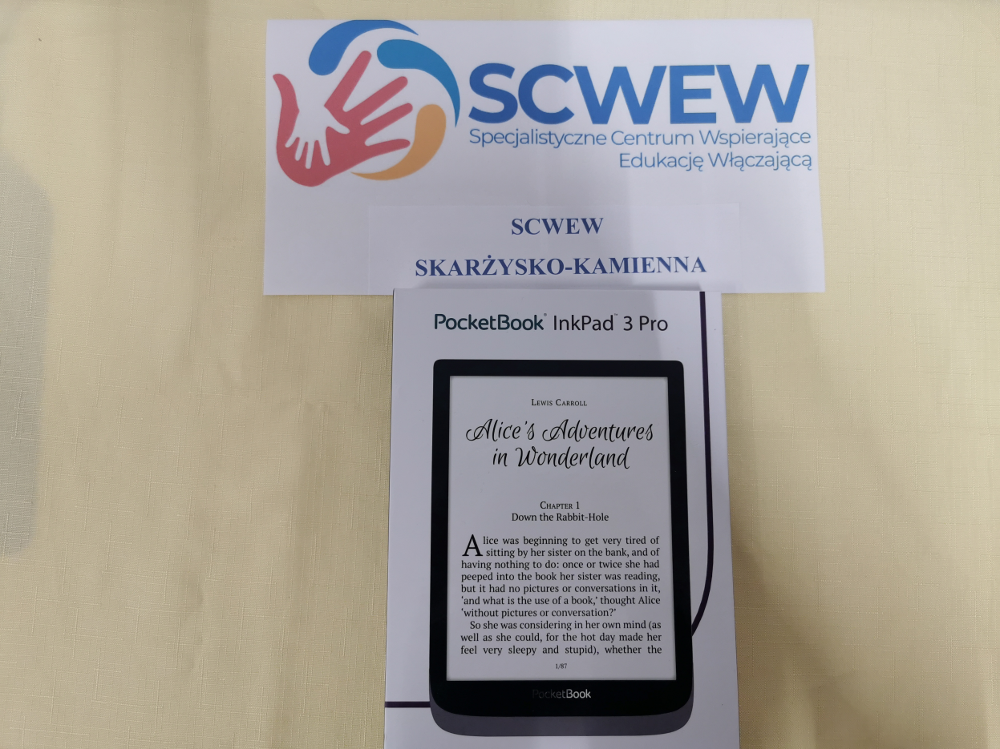 SCWEW
Specjalistyczne Centrum Wspierające
Edukację Włączającą
SCWEW
SKARŻYSKO-KAMIENNA
PocketBook® InkPad™ 3 Pro
Lewis Carroll
Alice's Adventures
in Wonderland
Chapter 1
Down the Rabbit-Hole
Alice was beginning to get very tired of
sitting by her sister on the bank, and of
having nothing to do: once or twice she had
peeped into the book her sister was reading,
but it had no pictures or conversations in it,
‘and what is the use of a book,’ thought Alice
‘without pictures or conversation?’
So she was considering in her own mind (as
well as she could, for the hot day made her
feel very sleepy and stupid), whether the
1/87
PocketBook